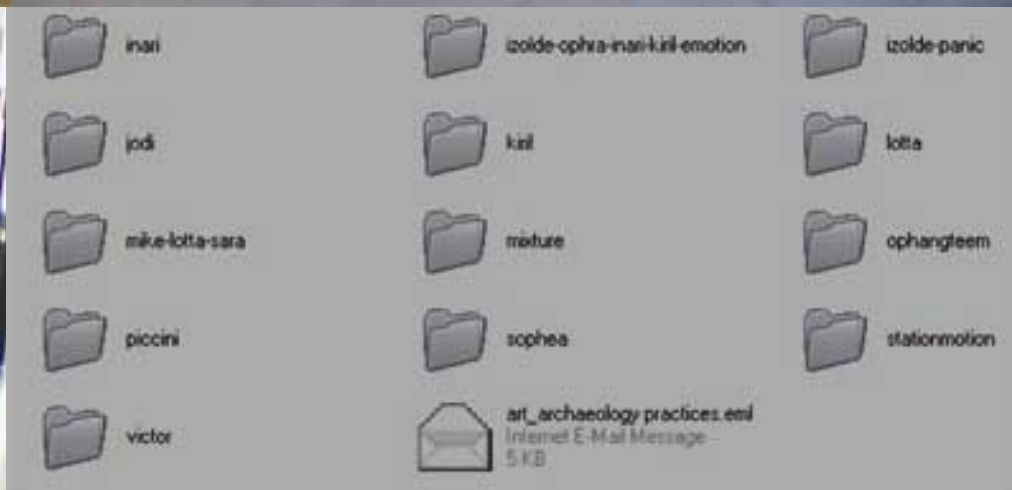 inari
izolde-ophra-inari-kiril-emotion
izolde-panic
jodi
kiril
lotta
mike-lotta-sara
mixture
ophangteem
piccini
sophea
stationmotion
victor
art_archaeology practices.eml
Internet E-Mail Message
5 KB